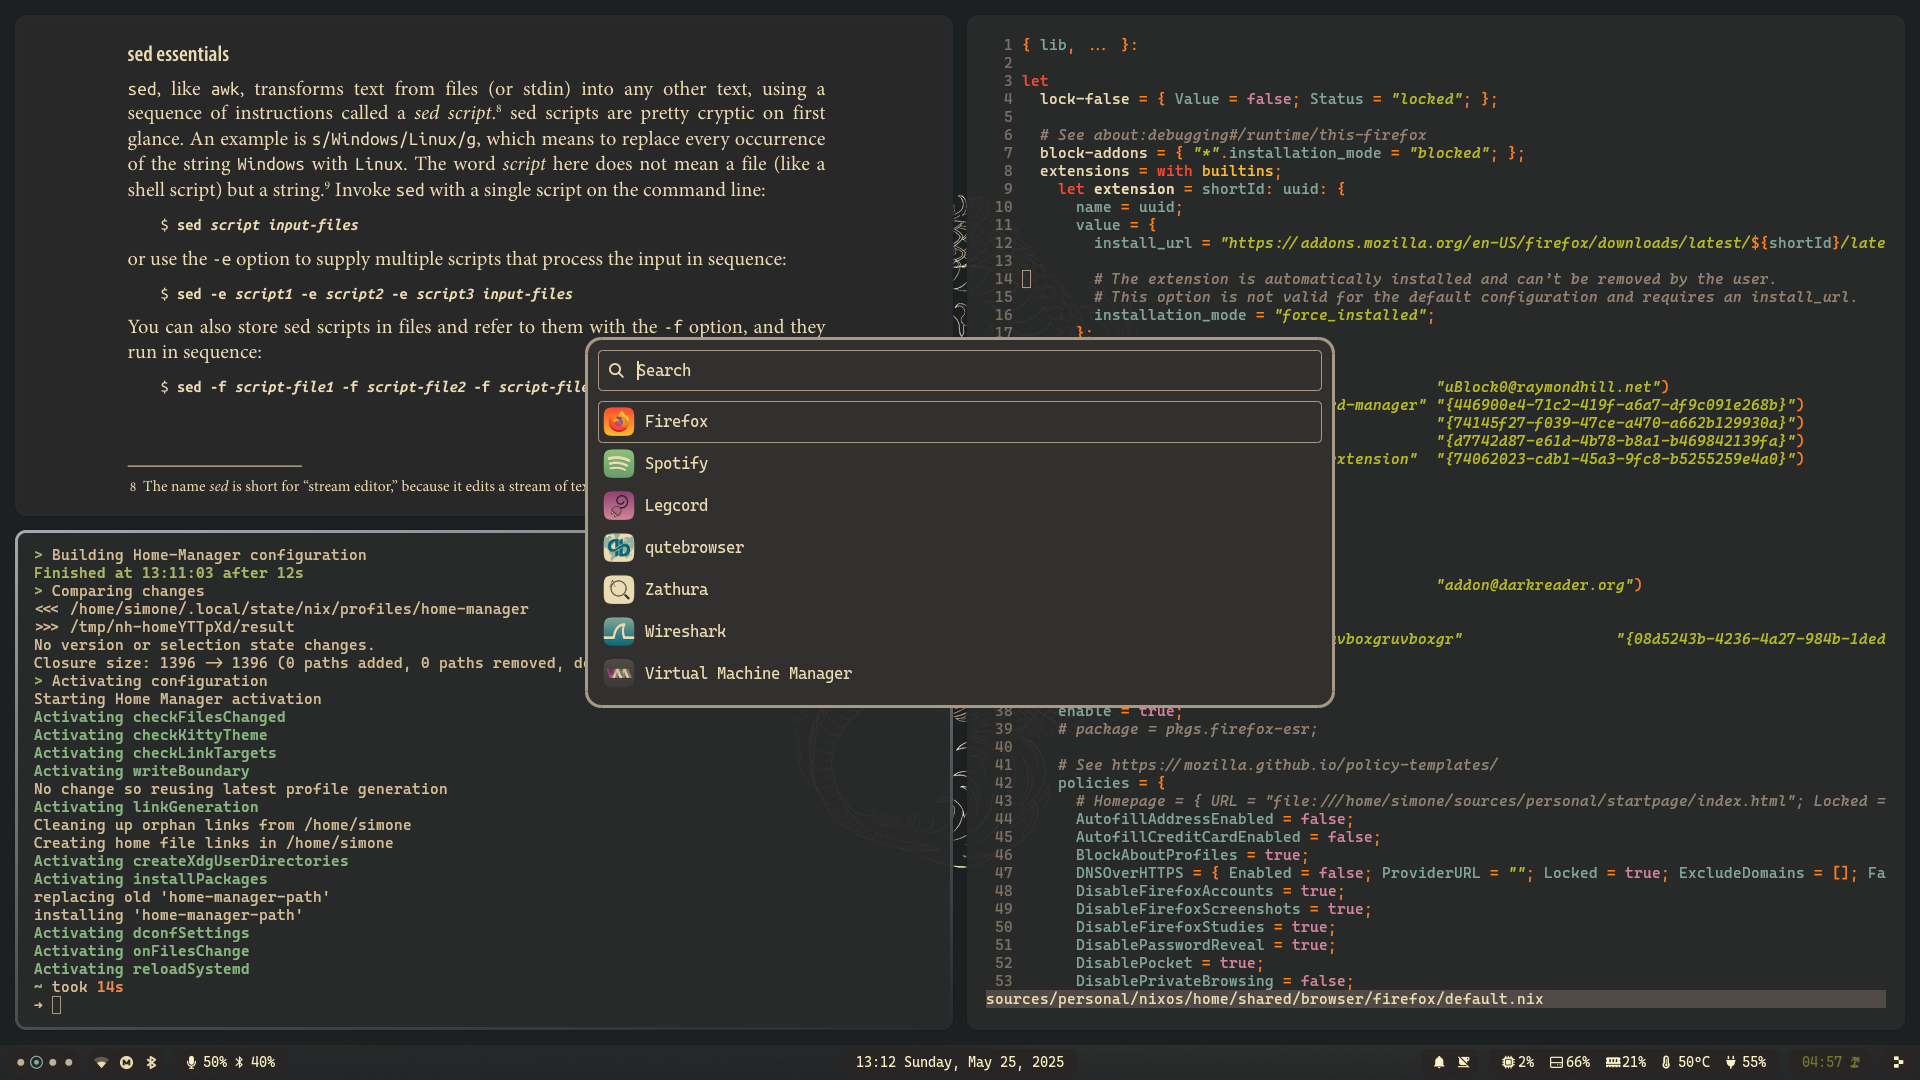 sed essentials
sed, like awk, transforms text from files (or stdin) into any other text, using a
sequence of instructions called a sed script.⁸ sed scripts are pretty cryptic on first
glance. An example is s/Windows/Linux/g, which means to replace every occurrence
of the string Windows with Linux. The word script here does not mean a file (like a
shell script) but a string.⁹ Invoke sed with a single script on the command line:
$ sed script input-files
or use the -e option to supply multiple scripts that process the input in sequence:
$ sed -e script1 -e script2 -e script3 input-files
You can also store sed scripts in files and refer to them with the -f option, and they
run in sequence:
$ sed -f script-file1 -f script-file2 -f script-file
8 The name sed is short for “stream editor,” because it edits a stream of tex
> Building Home-Manager configuration
Finished at 13:11:03 after 12s
> Comparing changes
<<< /home/simone/.local/state/nix/profiles/home-manager
>>> /tmp/nh-homeYTTpXd/result
No version or selection state changes.
Closure size: 1396 → 1396 (0 paths added, 0 paths removed, de
> Activating configuration
Starting Home Manager activation
Activating checkFilesChanged
Activating checkKittyTheme
Activating checkLinkTargets
Activating writeBoundary
No change so reusing latest profile generation
Activating linkGeneration
Cleaning up orphan links from /home/simone
Creating home file links in /home/simone
Activating createXdgUserDirectories
Activating installPackages
replacing old 'home-manager-path'
installing 'home-manager-path'
Activating dconfSettings
Activating onFilesChange
Activating reloadSystemd
~ took 14s
→
1 { lib, ... }:
2
3 let
4 lock-false = { Value = false; Status = "locked"; };
5
6 # See about:debugging#/runtime/this-firefox
7 block-addons = { "*".installation_mode = "blocked"; };
8 extensions = with builtins;
9 let extension = shortId: uuid: {
10 name = uuid;
11 value = {
12 install_url = "https://addons.mozilla.org/en-US/firefox/downloads/latest/${shortId}/late
13
14 # The extension is automatically installed and can’t be removed by the user.
15 # This option is not valid for the default configuration and requires an install_url.
16 installation_mode = "force_installed";
17 };
"uBlock0@raymondhill.net")
d-manager" "{446900e4-71c2-419f-a6a7-df9c091e268b}")
"{74145f27-f039-47ce-a470-a662b129930a}")
"{d7742d87-e61d-4b78-b8a1-b469842139fa}")
xtension" "{74062023-cdb1-45a3-9fc8-b5255259e4a0}")
"addon@darkreader.org")
vboxgruvboxgr" "{08d5243b-4236-4a27-984b-1ded
38 enable = true;
39 # package = pkgs.firefox-esr;
40
41 # See https://mozilla.github.io/policy-templates/
42 policies = {
43 # Homepage = { URL = "file:///home/simone/sources/personal/startpage/index.html"; Locked =
44 AutofillAddressEnabled = false;
45 AutofillCreditCardEnabled = false;
46 BlockAboutProfiles = true;
47 DNSOverHTTPS = { Enabled = false; ProviderURL = ""; Locked = true; ExcludeDomains = []; Fa
48 DisableFirefoxAccounts = true;
49 DisableFirefoxScreenshots = true;
50 DisableFirefoxStudies = true;
51 DisablePasswordReveal = true;
52 DisablePocket = true;
53 DisablePrivateBrowsing = false;
sources/personal/nixos/home/shared/browser/firefox/default.nix
Search
Firefox
Spotify
Legcord
qutebrowser
Zathura
Wireshark
Virtual Machine Manager
50% 40%
13:12 Sunday, May 25, 2025
2% 66% 21% 50°C 55% 04:57